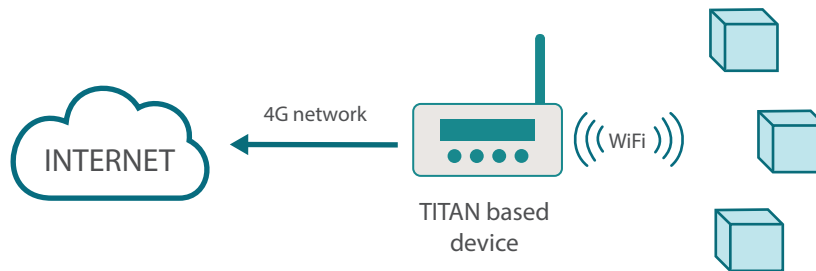 4G network
INTERNET
WiFi
TITAN based
device